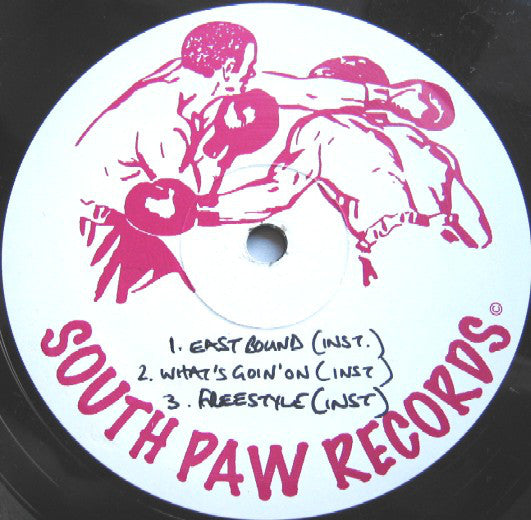 1. EAST BOUND (INST.)
2. WHAT'S GOIN' ON (INST)
3. FREESTYLE (INST)
SOUTH PAW RECORDS ©